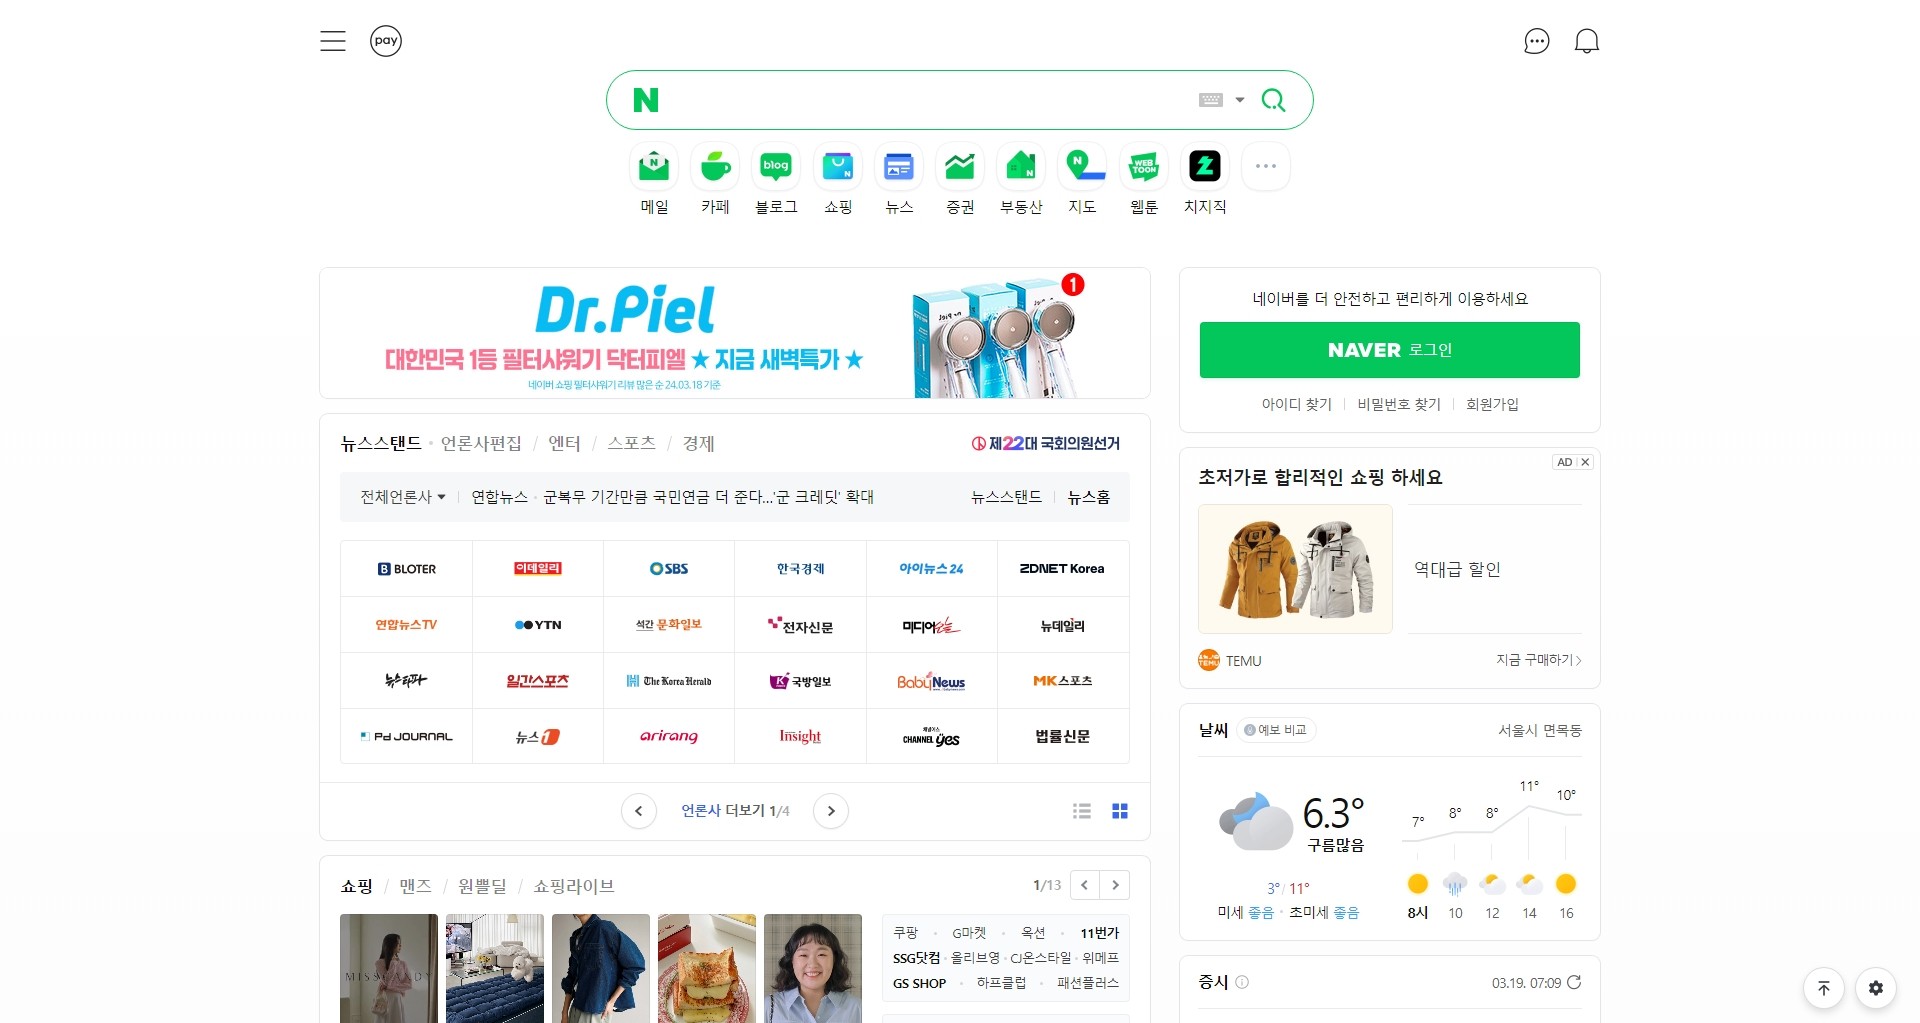 pay
N
메일 카페 블로그 쇼핑 뉴스 증권 부동산 지도 웹툰 치지직
blog
WEB TOON
Dr.Piel
대한민국 1등 필터샤워기 닥터피엘 ★ 지금 새벽특가 ★
네이버 쇼핑 필터샤워기 리뷰 많은 순 24.03.18 기준
1
네이버를 더 안전하고 편리하게 이용하세요
NAVER 로그인
아이디 찾기 비밀번호 찾기 회원가입
뉴스스탠드 · 언론사편집 / 엔터 / 스포츠 / 경제
제22대 국회의원선거
전체언론사 연합뉴스 · 군복무 기간만큼 국민연금 더 준다...'군 크레딧' 확대 뉴스스탠드 뉴스홈
BLOTER 이데일리 SBS 한국경제 아이뉴스24 ZDNET Korea
연합뉴스TV YTN 석간 문화일보 전자신문 미디어오늘 뉴데일리
뉴스타파 일간스포츠 The Korea Herald 국방일보 Baby News MK스포츠
Pd JOURNAL 뉴스1 arirang Insight 채널예스 CHANNEL yes 법률신문
언론사 더보기 1/4
AD
초저가로 합리적인 쇼핑 하세요
역대급 할인
TEMU 지금 구매하기
날씨 예보 비교 서울시 면목동
6.3°
구름많음
3° / 11°
미세 좋음 · 초미세 좋음
7° 8° 8° 11° 10°
8시 10 12 14 16
쇼핑 / 맨즈 / 원쁠딜 / 쇼핑라이브
1/13
쿠팡 · G마켓 · 옥션 · 11번가
SSG닷컴 · 올리브영 · CJ온스타일 · 위메프
GS SHOP · 하프클럽 · 패션플러스
증시 03.19. 07:09